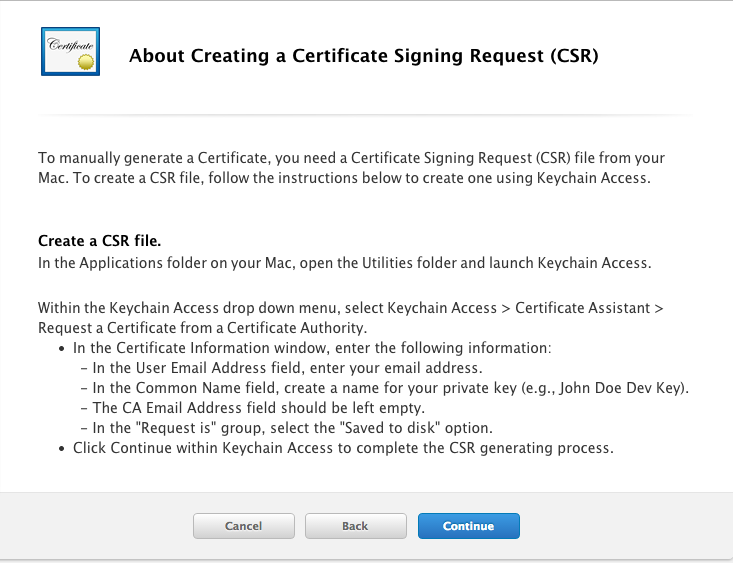 Certificate
About Creating a Certificate Signing Request (CSR)
To manually generate a Certificate, you need a Certificate Signing Request (CSR) file from your
Mac. To create a CSR file, follow the instructions below to create one using Keychain Access.
Create a CSR file.
In the Applications folder on your Mac, open the Utilities folder and launch Keychain Access.
Within the Keychain Access drop down menu, select Keychain Access > Certificate Assistant >
Request a Certificate from a Certificate Authority.
• In the Certificate Information window, enter the following information:
– In the User Email Address field, enter your email address.
– In the Common Name field, create a name for your private key (e.g., John Doe Dev Key).
– The CA Email Address field should be left empty.
– In the "Request is" group, select the "Saved to disk" option.
• Click Continue within Keychain Access to complete the CSR generating process.
Cancel Back Continue